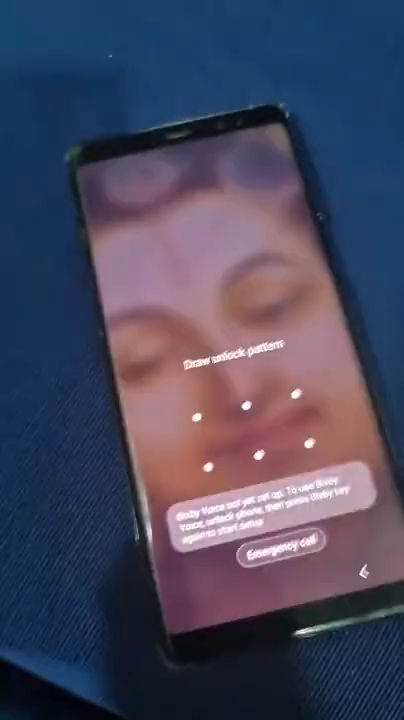 Draw unlock pattern
Bixby Voice not yet set up. To use Bixby
Voice, unlock phone, then press Bixby key
again to start setup.
Emergency call